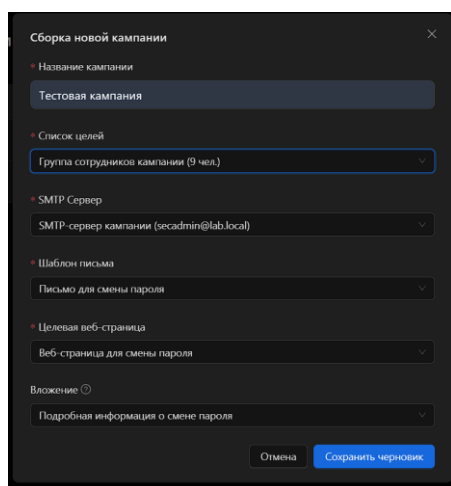 Сборка новой кампании
* Название кампании
Тестовая кампания
* Список целей
Группа сотрудников кампании (9 чел.)
* SMTP Сервер
SMTP-сервер кампании (secadmin@lab.local)
* Шаблон письма
Письмо для смены пароля
* Целевая веб-страница
Веб-страница для смены пароля
Вложение
Подробная информация о смене пароля
Отмена Сохранить черновик